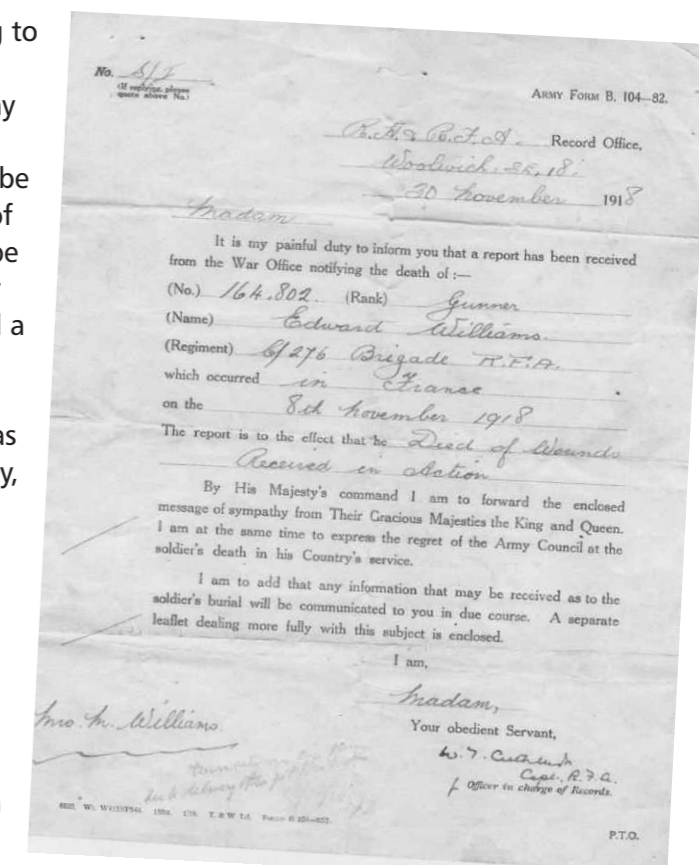 to
ay
be
of
be
a
as
y,
No. S/J
(If replying, please
quote above No.)
ARMY FORM B. 104—82.
R.H. & R.F.A. Record Office,
Woolwich. S.E. 18.
30 November 1918
Madam
It is my painful duty to inform you that a report has been received
from the War Office notifying the death of :—
(No.) 164.802. (Rank) Gunner
(Name) Edward Williams.
(Regiment) C/276 Brigade R.F.A.
which occurred in France
on the 8th November 1918
The report is to the effect that he Died of Wounds
Received in Action
By His Majesty's command I am to forward the enclosed
message of sympathy from Their Gracious Majesties the King and Queen.
I am at the same time to express the regret of the Army Council at the
soldier's death in his Country's service.
I am to add that any information that may be received as to the
soldier's burial will be communicated to you in due course. A separate
leaflet dealing more fully with this subject is enclosed.
I am,
Madam,
Your obedient Servant,
W. J.
Capt. R.F.A.
f Officer in charge of Records.
Mrs. M. Williams
due to delivery
T. & W. Ltd. Forms B.104—82.
P.T.O.